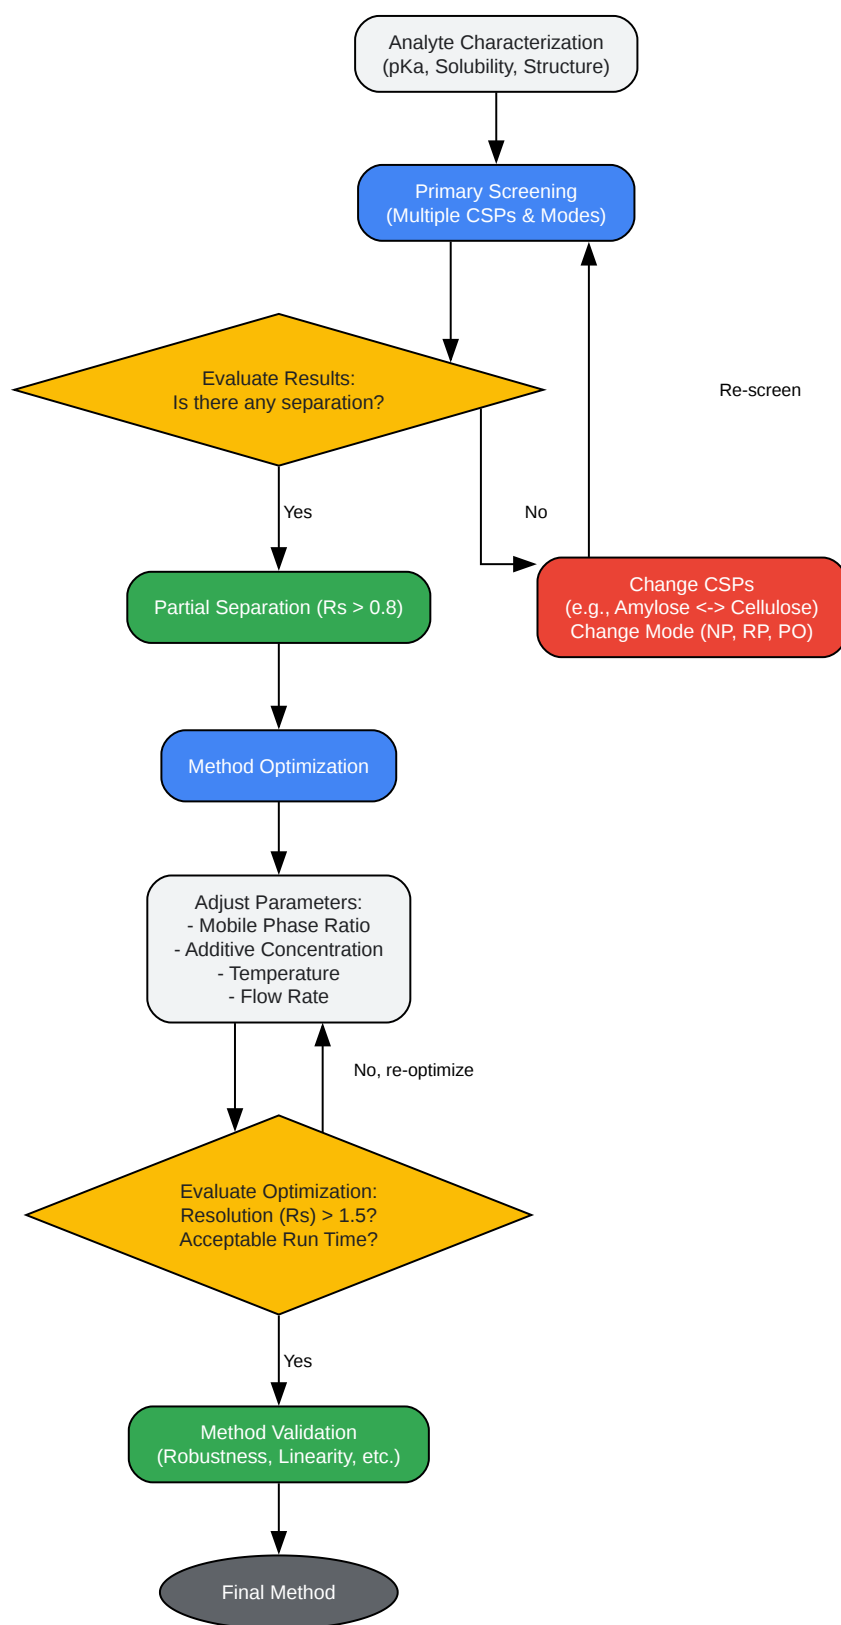 Analyte Characterization
(pKa, Solubility, Structure)
Primary Screening
(Multiple CSPs & Modes)
Evaluate Results:
Is there any separation?
Re-screen
Yes
No
Change CSPs
(e.g., Amylose <-> Cellulose)
Change Mode (NP, RP, PO)
Partial Separation (Rs > 0.8)
Method Optimization
Adjust Parameters:
- Mobile Phase Ratio
- Additive Concentration
- Temperature
- Flow Rate
No, re-optimize
Evaluate Optimization:
Resolution (Rs) > 1.5?
Acceptable Run Time?
Yes
Method Validation
(Robustness, Linearity, etc.)
Final Method